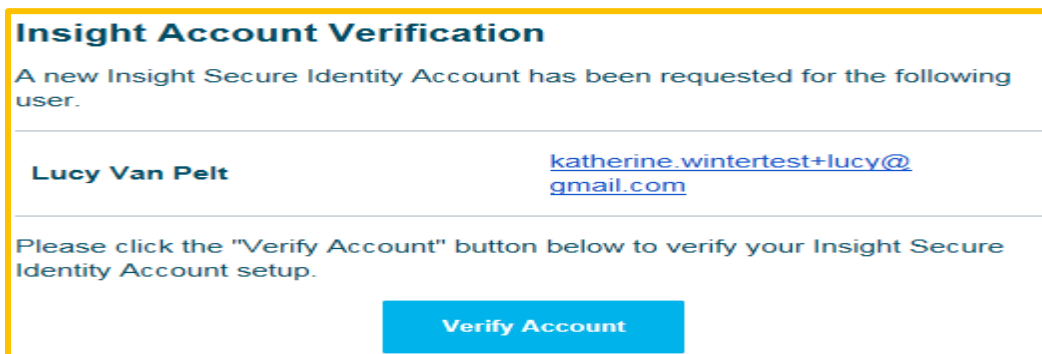 Insight Account Verification
A new Insight Secure Identity Account has been requested for the following
user.
Lucy Van Pelt
katherine.wintertest+lucy@
gmail.com
Please click the "Verify Account" button below to verify your Insight Secure
Identity Account setup.
Verify Account